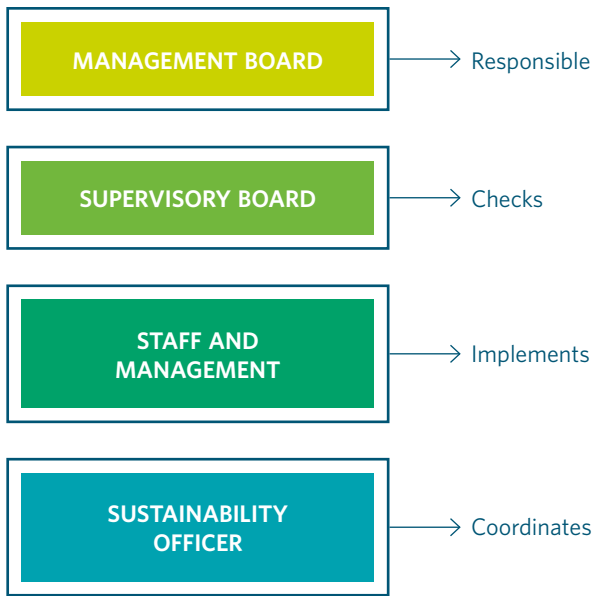 MANAGEMENT BOARD
Responsible
SUPERVISORY BOARD
Checks
STAFF AND
MANAGEMENT
Implements
SUSTAINABILITY
OFFICER
Coordinates